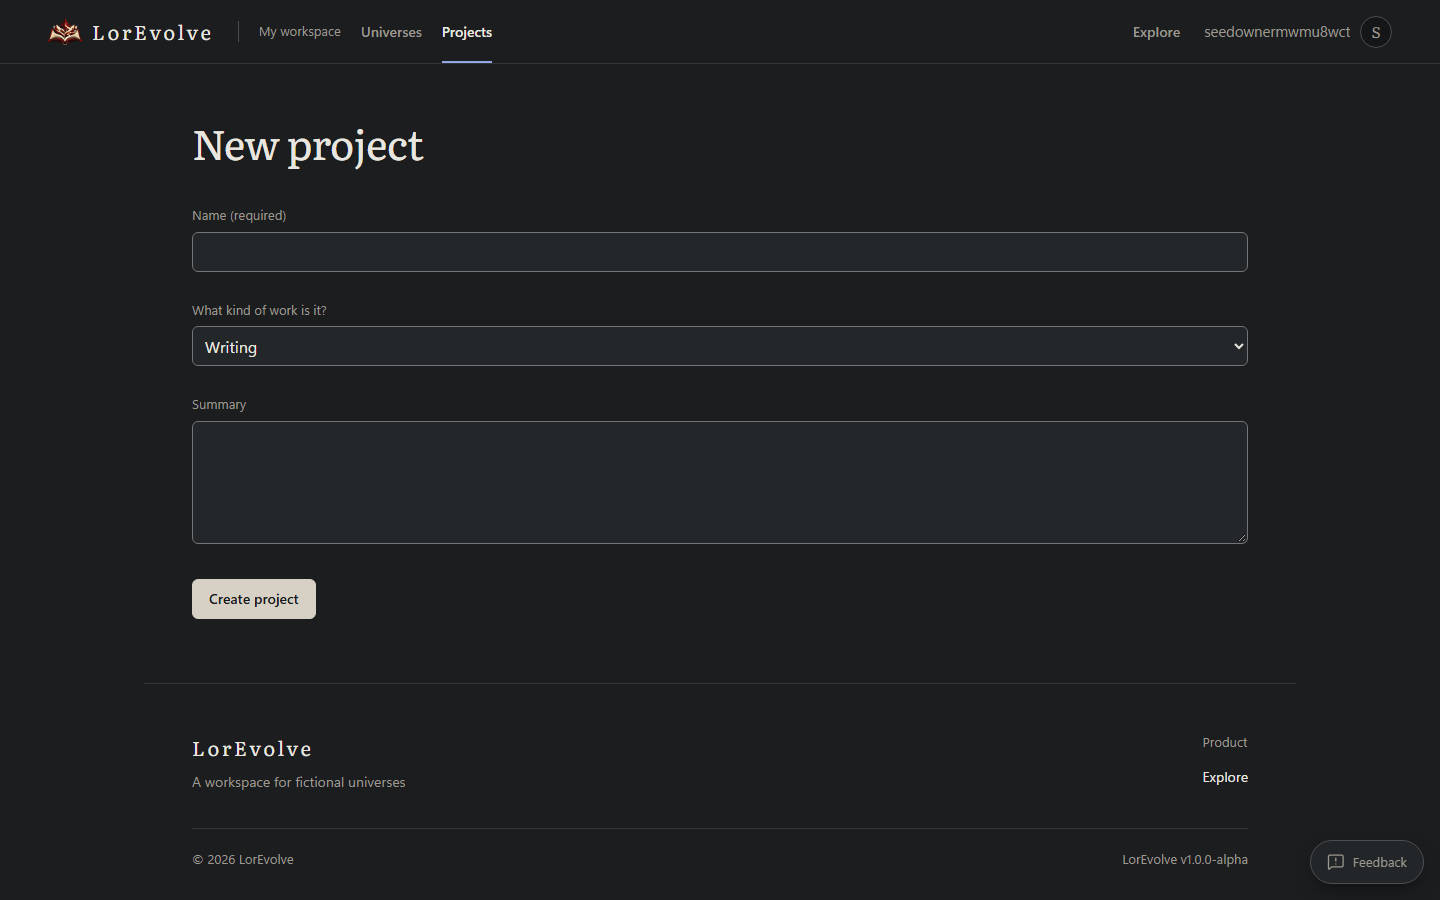 LorEvolve
My workspace
Universes
Projects
Explore
seedownermwmu8wct
S
New project
Name (required)
What kind of work is it?
Writing
Summary
Create project
LorEvolve
A workspace for fictional universes
Product
Explore
© 2026 LorEvolve
LorEvolve v1.0.0-alpha
Feedback